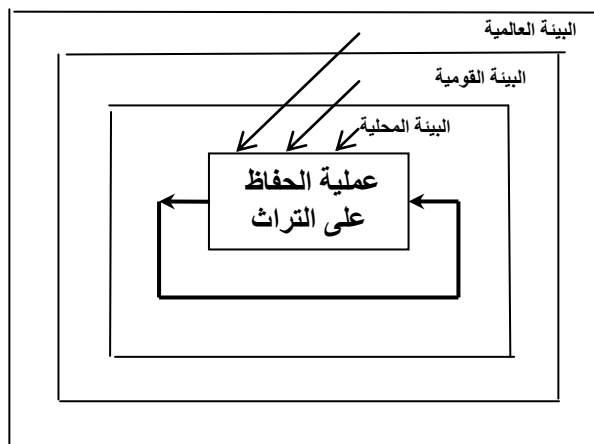 البيئة العالمية
البيئة القومية
البيئة المحلية
عملية الحفاظ
على التراث